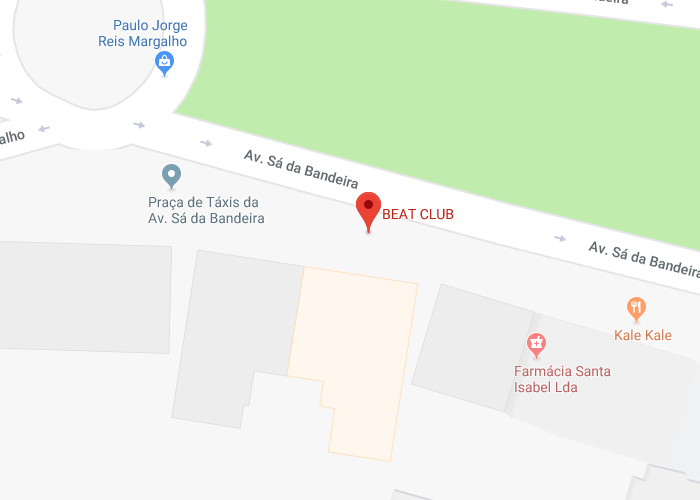 Paulo Jorge
Reis Margalho
Av. Sá da Bandeira
Praça de Táxis da
Av. Sá da Bandeira
BEAT CLUB
Av. Sá da Bandeira
Kale Kale
Farmácia Santa
Isabel Lda